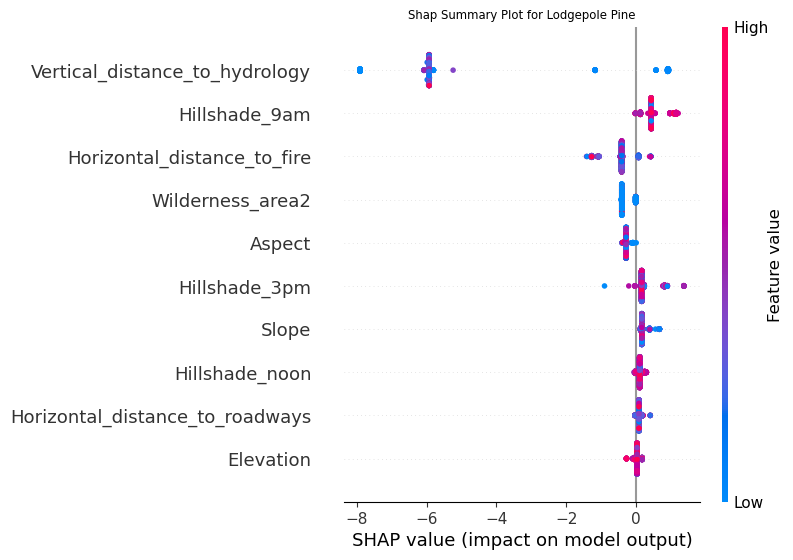 Shap Summary Plot for Lodgepole Pine
High
Vertical_distance_to_hydrology
Hillshade_9am
Horizontal_distance_to_fire
Wilderness_area2
Aspect
Hillshade_3pm
Slope
Hillshade_noon
Horizontal_distance_to_roadways
Elevation
Feature value
Low
−8 −6 −4 −2 0
SHAP value (impact on model output)